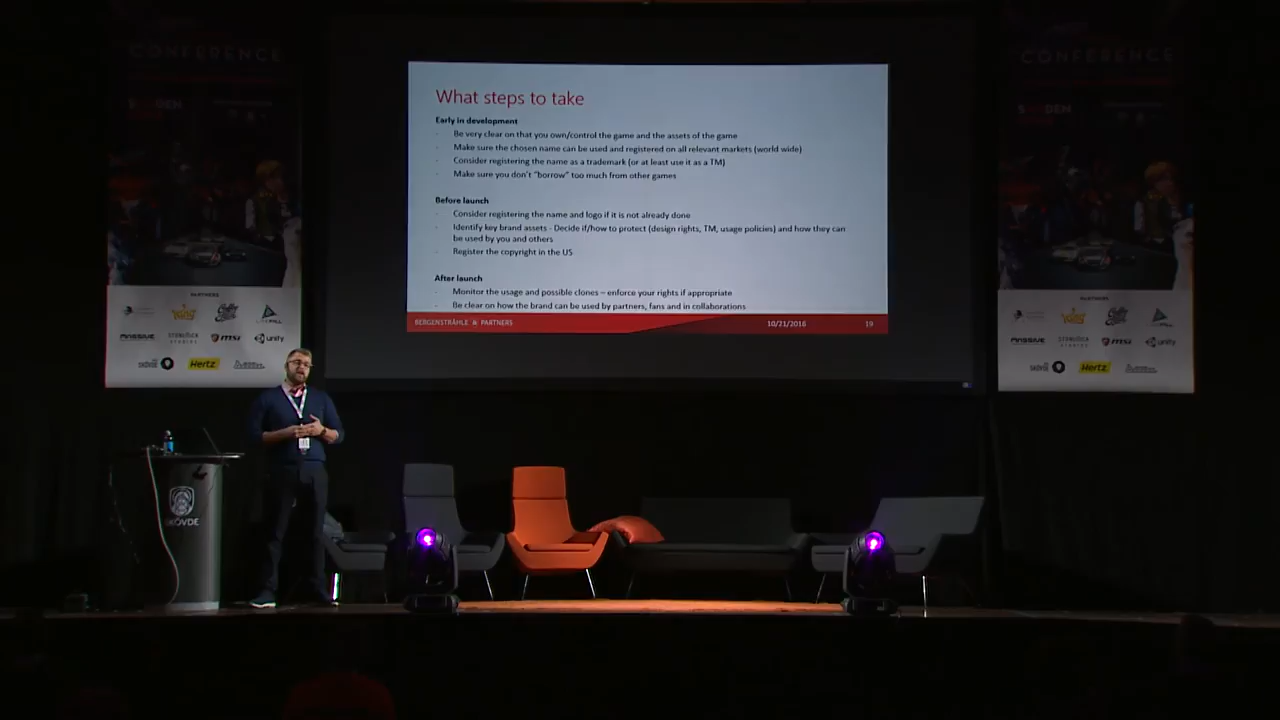 CONFERENCE
CONFERENCE
What steps to take
Early in development
- Be very clear on that you own/control the game and the assets of the game
- Make sure the chosen name can be used and registered on all relevant markets (world wide)
- Consider registering the name as a trademark (or at least use it as a TM)
- Make sure you don't "borrow" too much from other games
Before launch
- Consider registering the name and logo if it is not already done
- Identify key brand assets - Decide if/how to protect (design rights, TM, usage policies) and how they can
be used by you and others
- Register the copyright in the US
After launch
- Monitor the usage and possible clones – enforce your rights if appropriate
- Be clear on how the brand can be used by partners, fans and in collaborations
BERGENSTRÅHLE & PARTNERS
10/21/2016
19
PARTNERS
MASSIVE
msi
unity
Hertz
PARTNERS
MASSIVE
msi
unity
Hertz
SKÖVDE